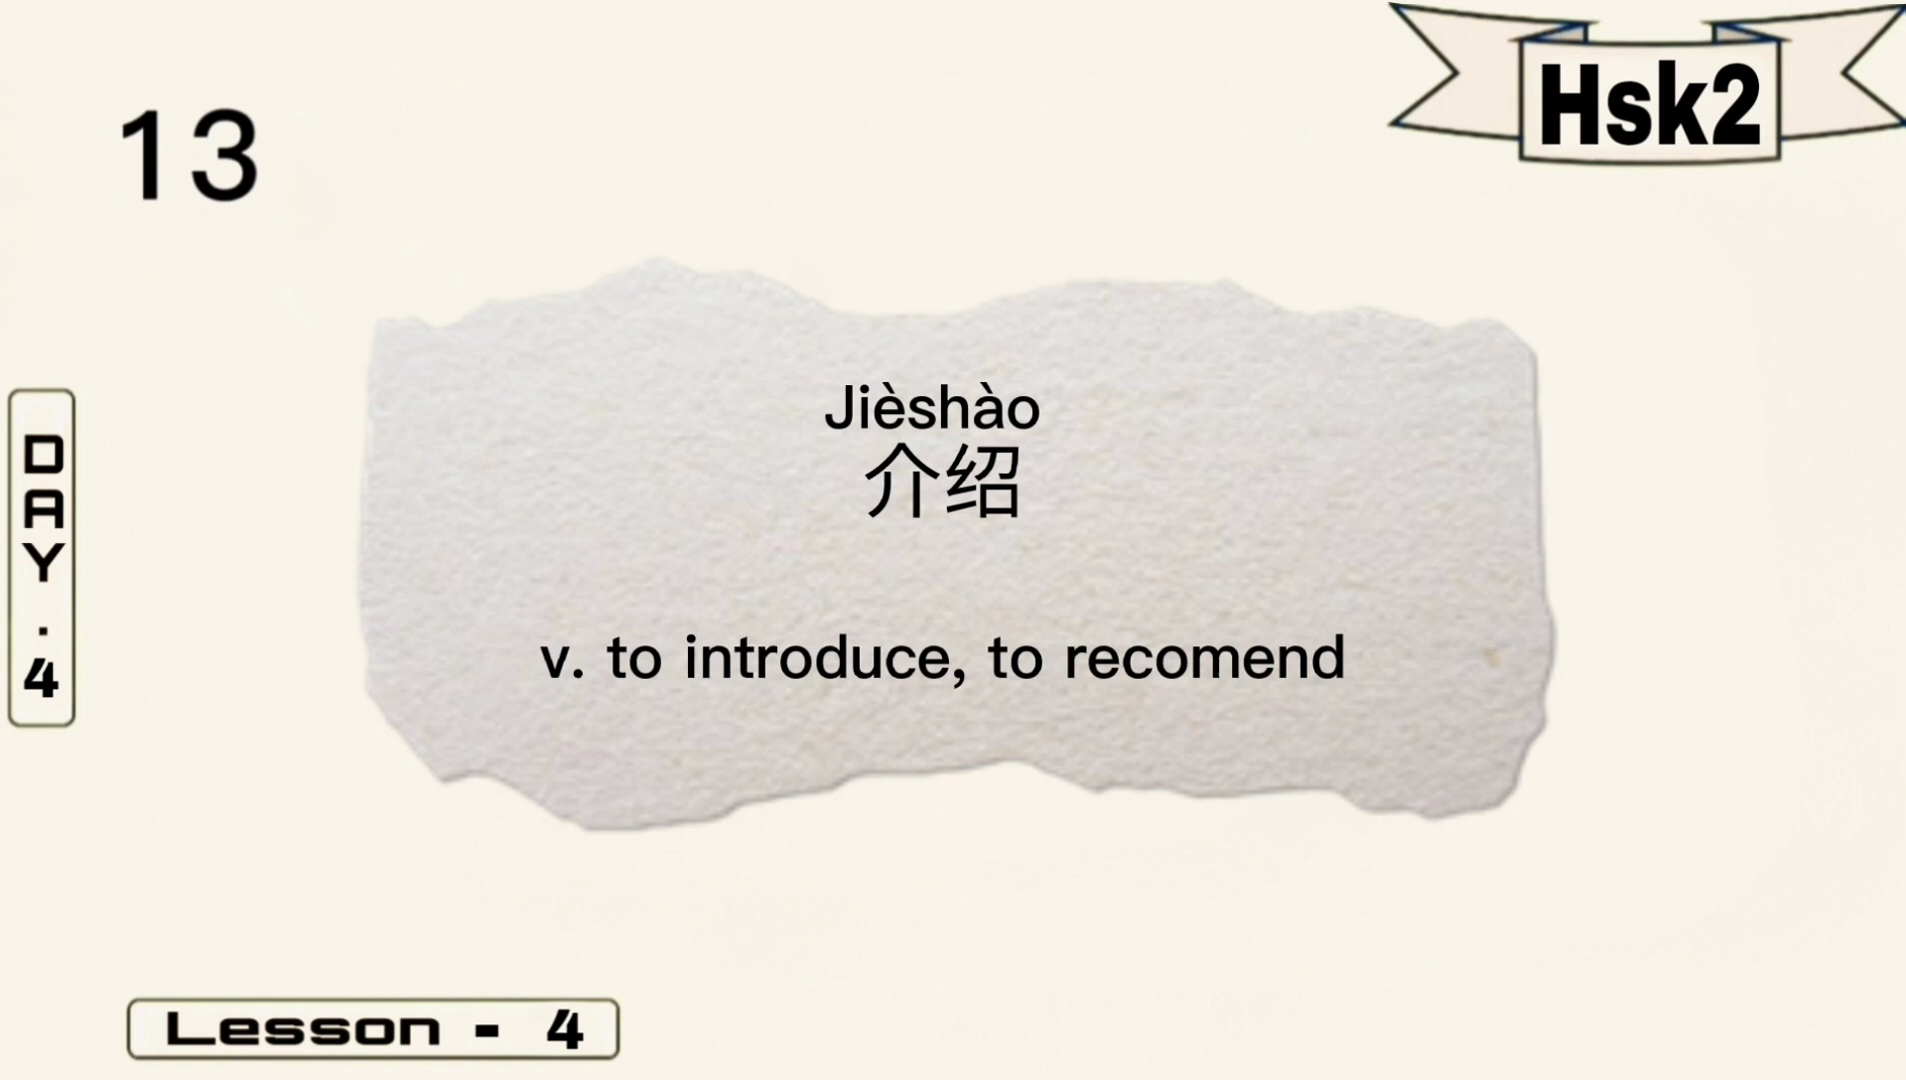 Hsk2
13
Jièshào
介绍
v. to introduce, to recomend
DAY.4
Lesson - 4